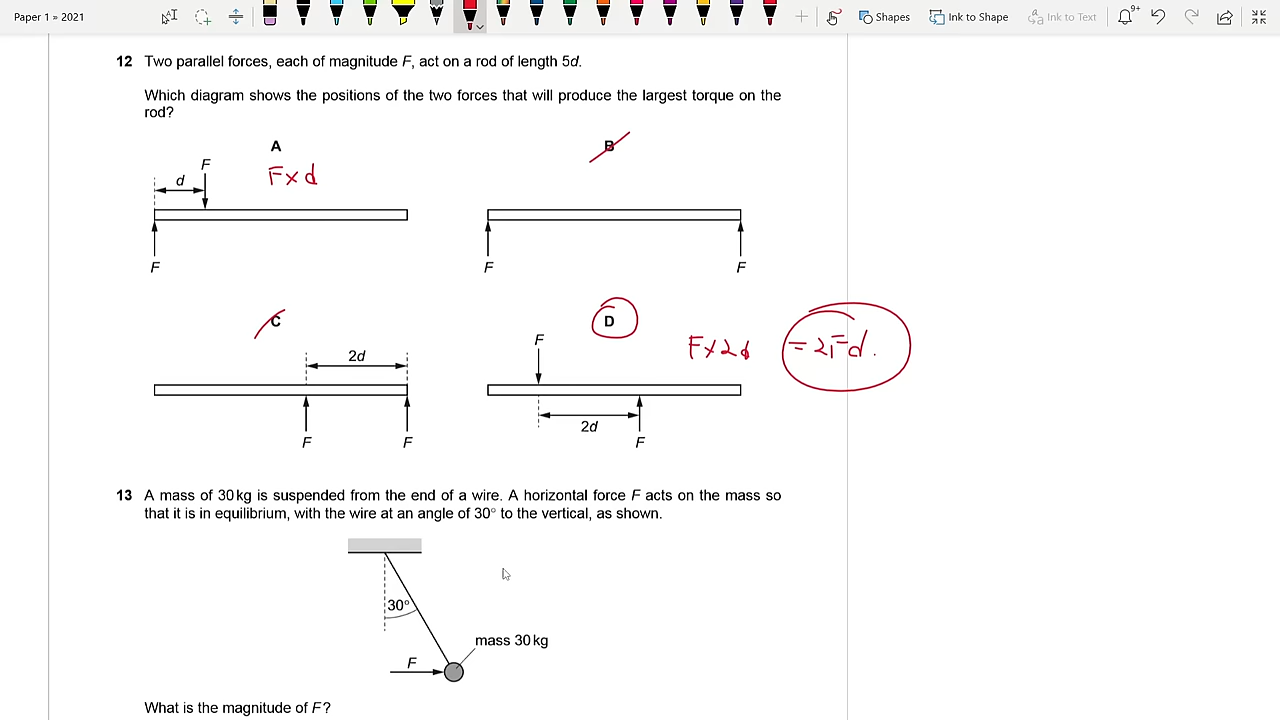 Paper 1 » 2021
Shapes
Ink to Shape
Ink to Text
9+
12 Two parallel forces, each of magnitude F, act on a rod of length 5d.
Which diagram shows the positions of the two forces that will produce the largest torque on the
rod?
A
B
F
F×d
d
F
F
F
C
D
F
F×2d
=2Fd.
2d
2d
F
F
F
13 A mass of 30 kg is suspended from the end of a wire. A horizontal force F acts on the mass so
that it is in equilibrium, with the wire at an angle of 30° to the vertical, as shown.
30°
mass 30 kg
F
What is the magnitude of F?